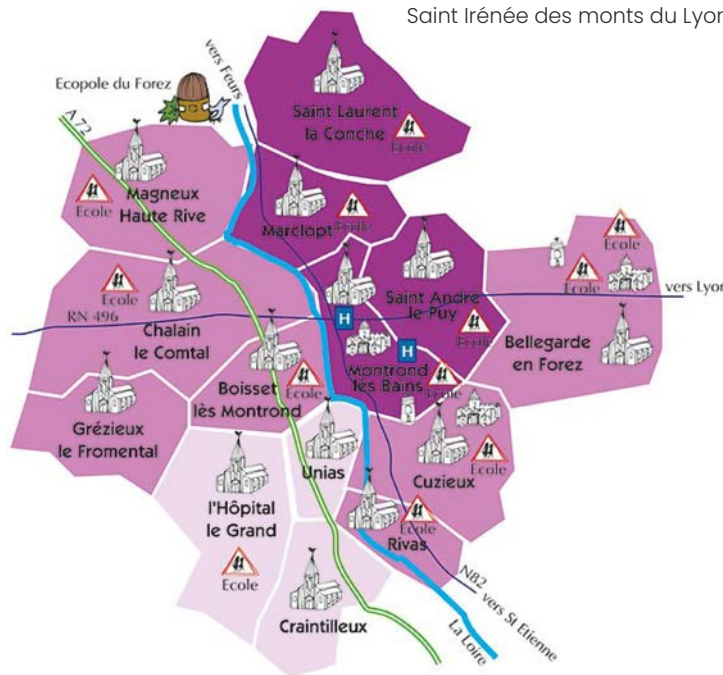 Saint Irénée des monts du Lyon
vers Feurs
Ecopole du Forez
A 72
Saint Laurent
la Conche
Ecole
Magneux
Haute Rive
Ecole
Marclopt
Ecole
Ecole
Ecole
vers Lyon
Saint André
le Puy
Ecole
H
RN 496
Ecole
Chalain
le Comtal
Bellegarde
en Forez
H
Montrond
lès Bains
Ecole
Boisset
lès Montrond
Ecole
Grézieux
le Fromental
Unias
Cuzieux
Ecole
l'Hôpital
le Grand
Ecole
Rivas
Ecole
Craintilleux
N82
vers St Etienne
La Loire